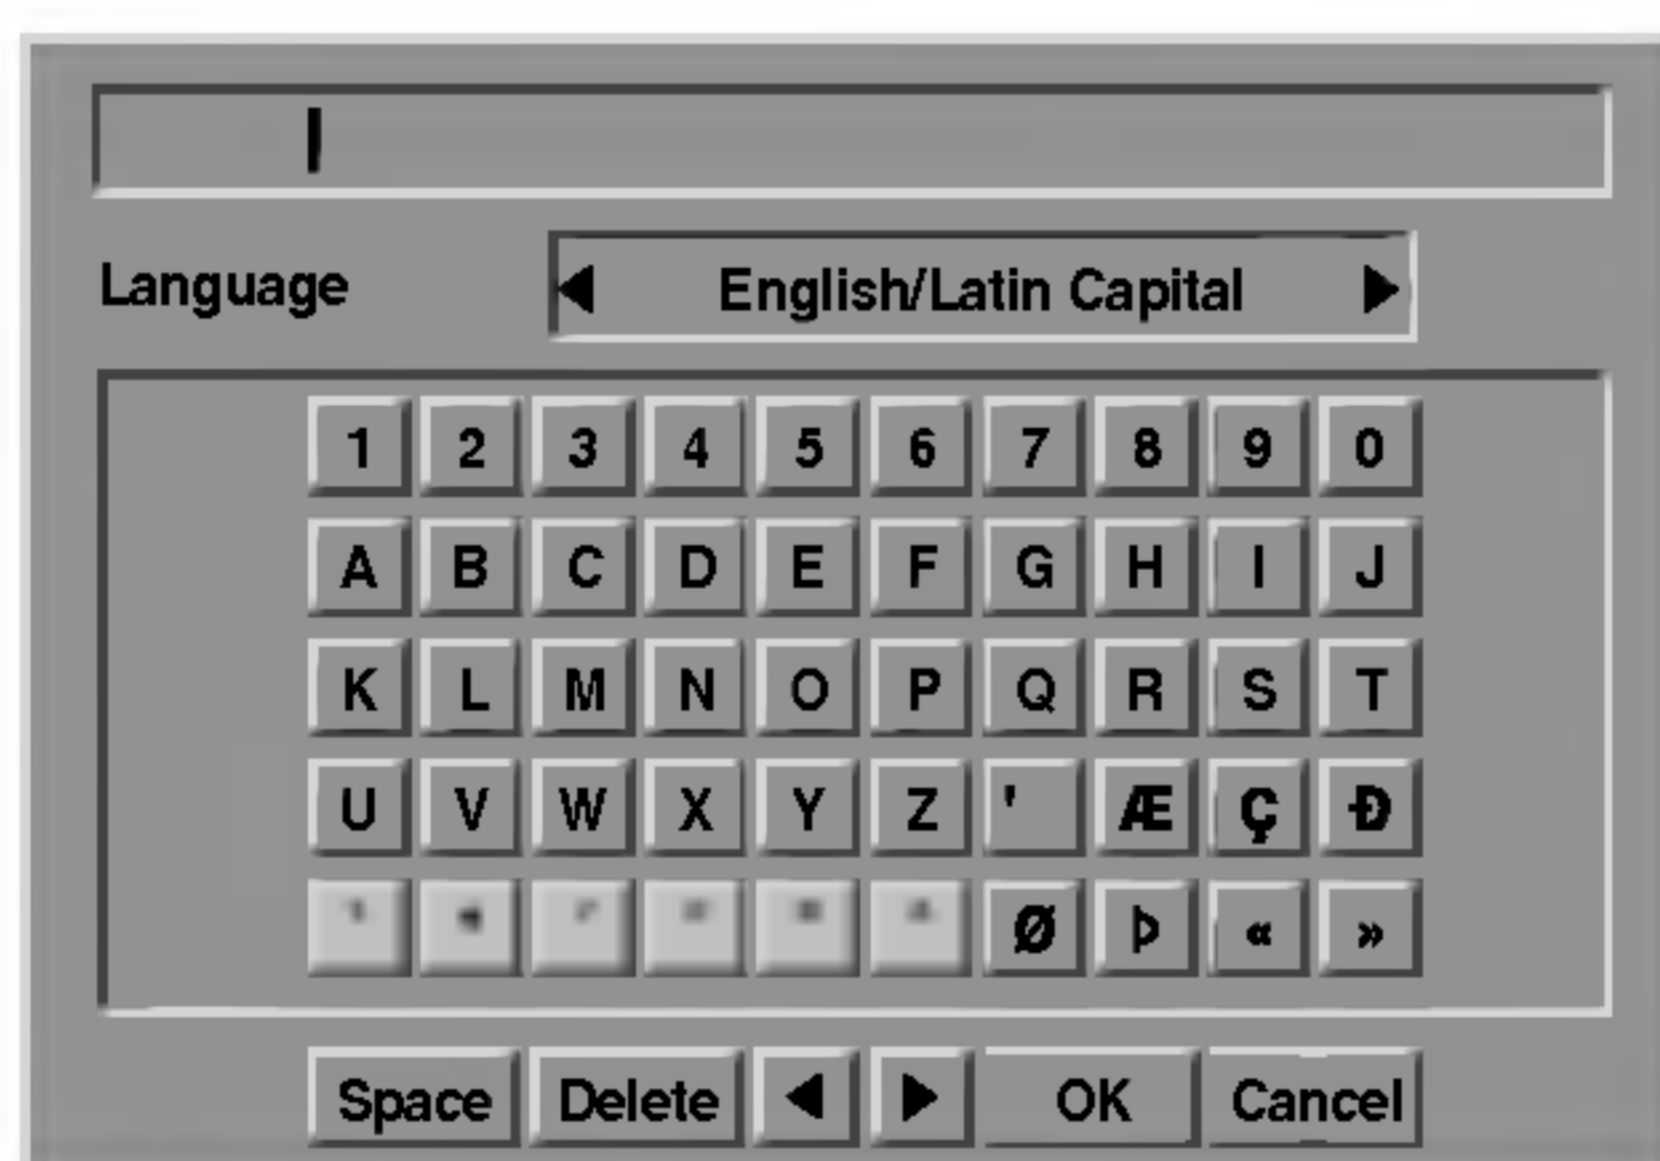 Language ◀ English/Latin Capital ▶
1 2 3 4 5 6 7 8 9 0
A B C D E F G H I J
K L M N O P Q R S T
U V W X Y Z ' Æ Ç Ð
Ø Þ « »
Space Delete ◀ ▶ OK Cancel